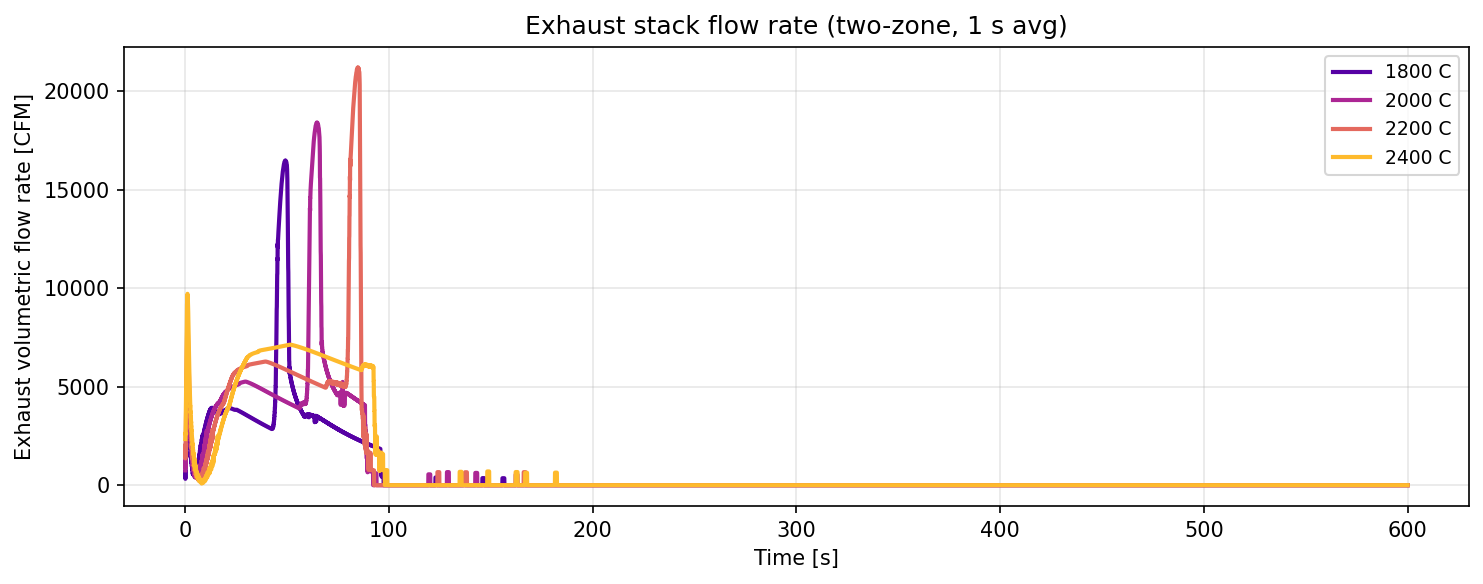 Exhaust stack flow rate (two-zone, 1 s avg)
Exhaust volumetric flow rate [CFM]
20000
15000
10000
5000
0
1800 C
2000 C
2200 C
2400 C
0 100 200 300 400 500 600
Time [s]